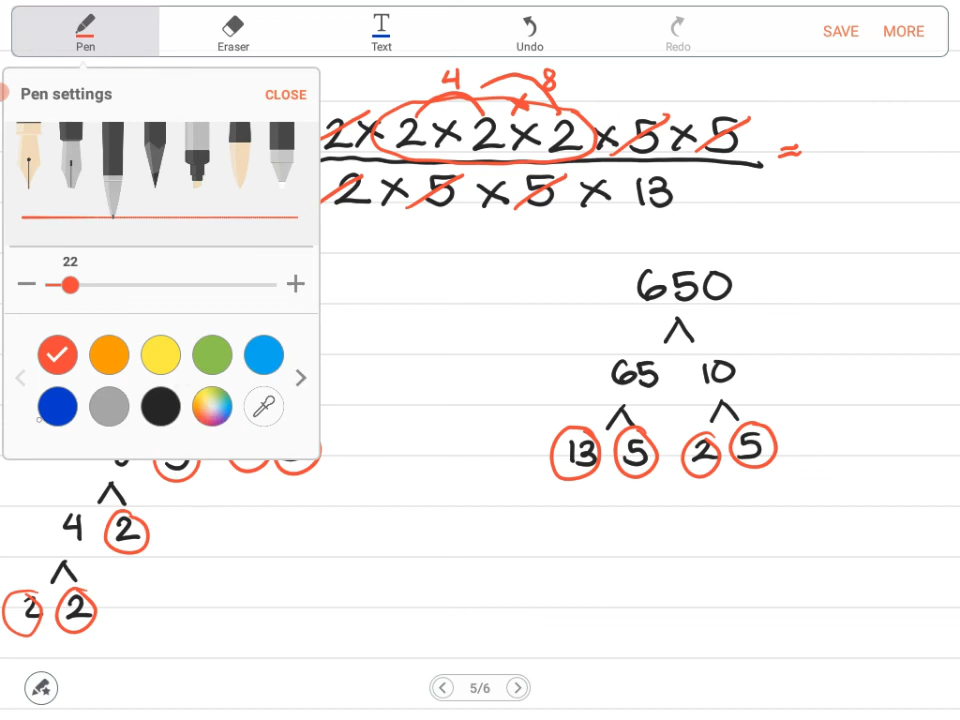 Pen Eraser Text Undo Redo SAVE MORE
Pen settings CLOSE
22
4 8
×
2 × 2 × 2 × 2 × 5 × 5 =
2 × 5 × 5 × 13
650
65 10
13 5 2 5
4 2
2 2
5/6